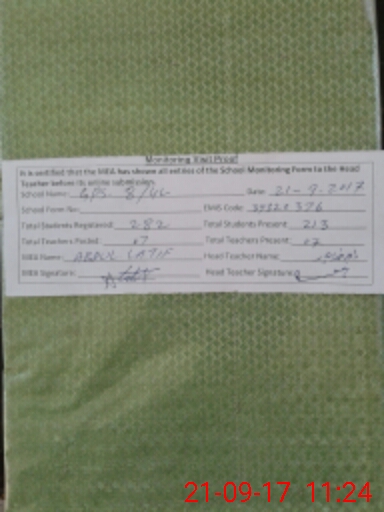 Monitoring Visit Proof
It is certified that the MEA has shown all entries of the School Monitoring Form to the Head
Teacher before its online submission.
School Name: GPS 8/ Date: 21-9-2017
School Form No: EMIS Code: 39320376
Total Students Registered: 282 Total Students Present: 213
Total Teachers Posted: 07 Total Teachers Present: 07
MEA Name: ABDUL LATIF Head Teacher Name:
MEA Signature: Head Teacher Signature:
21-09-17 11:24